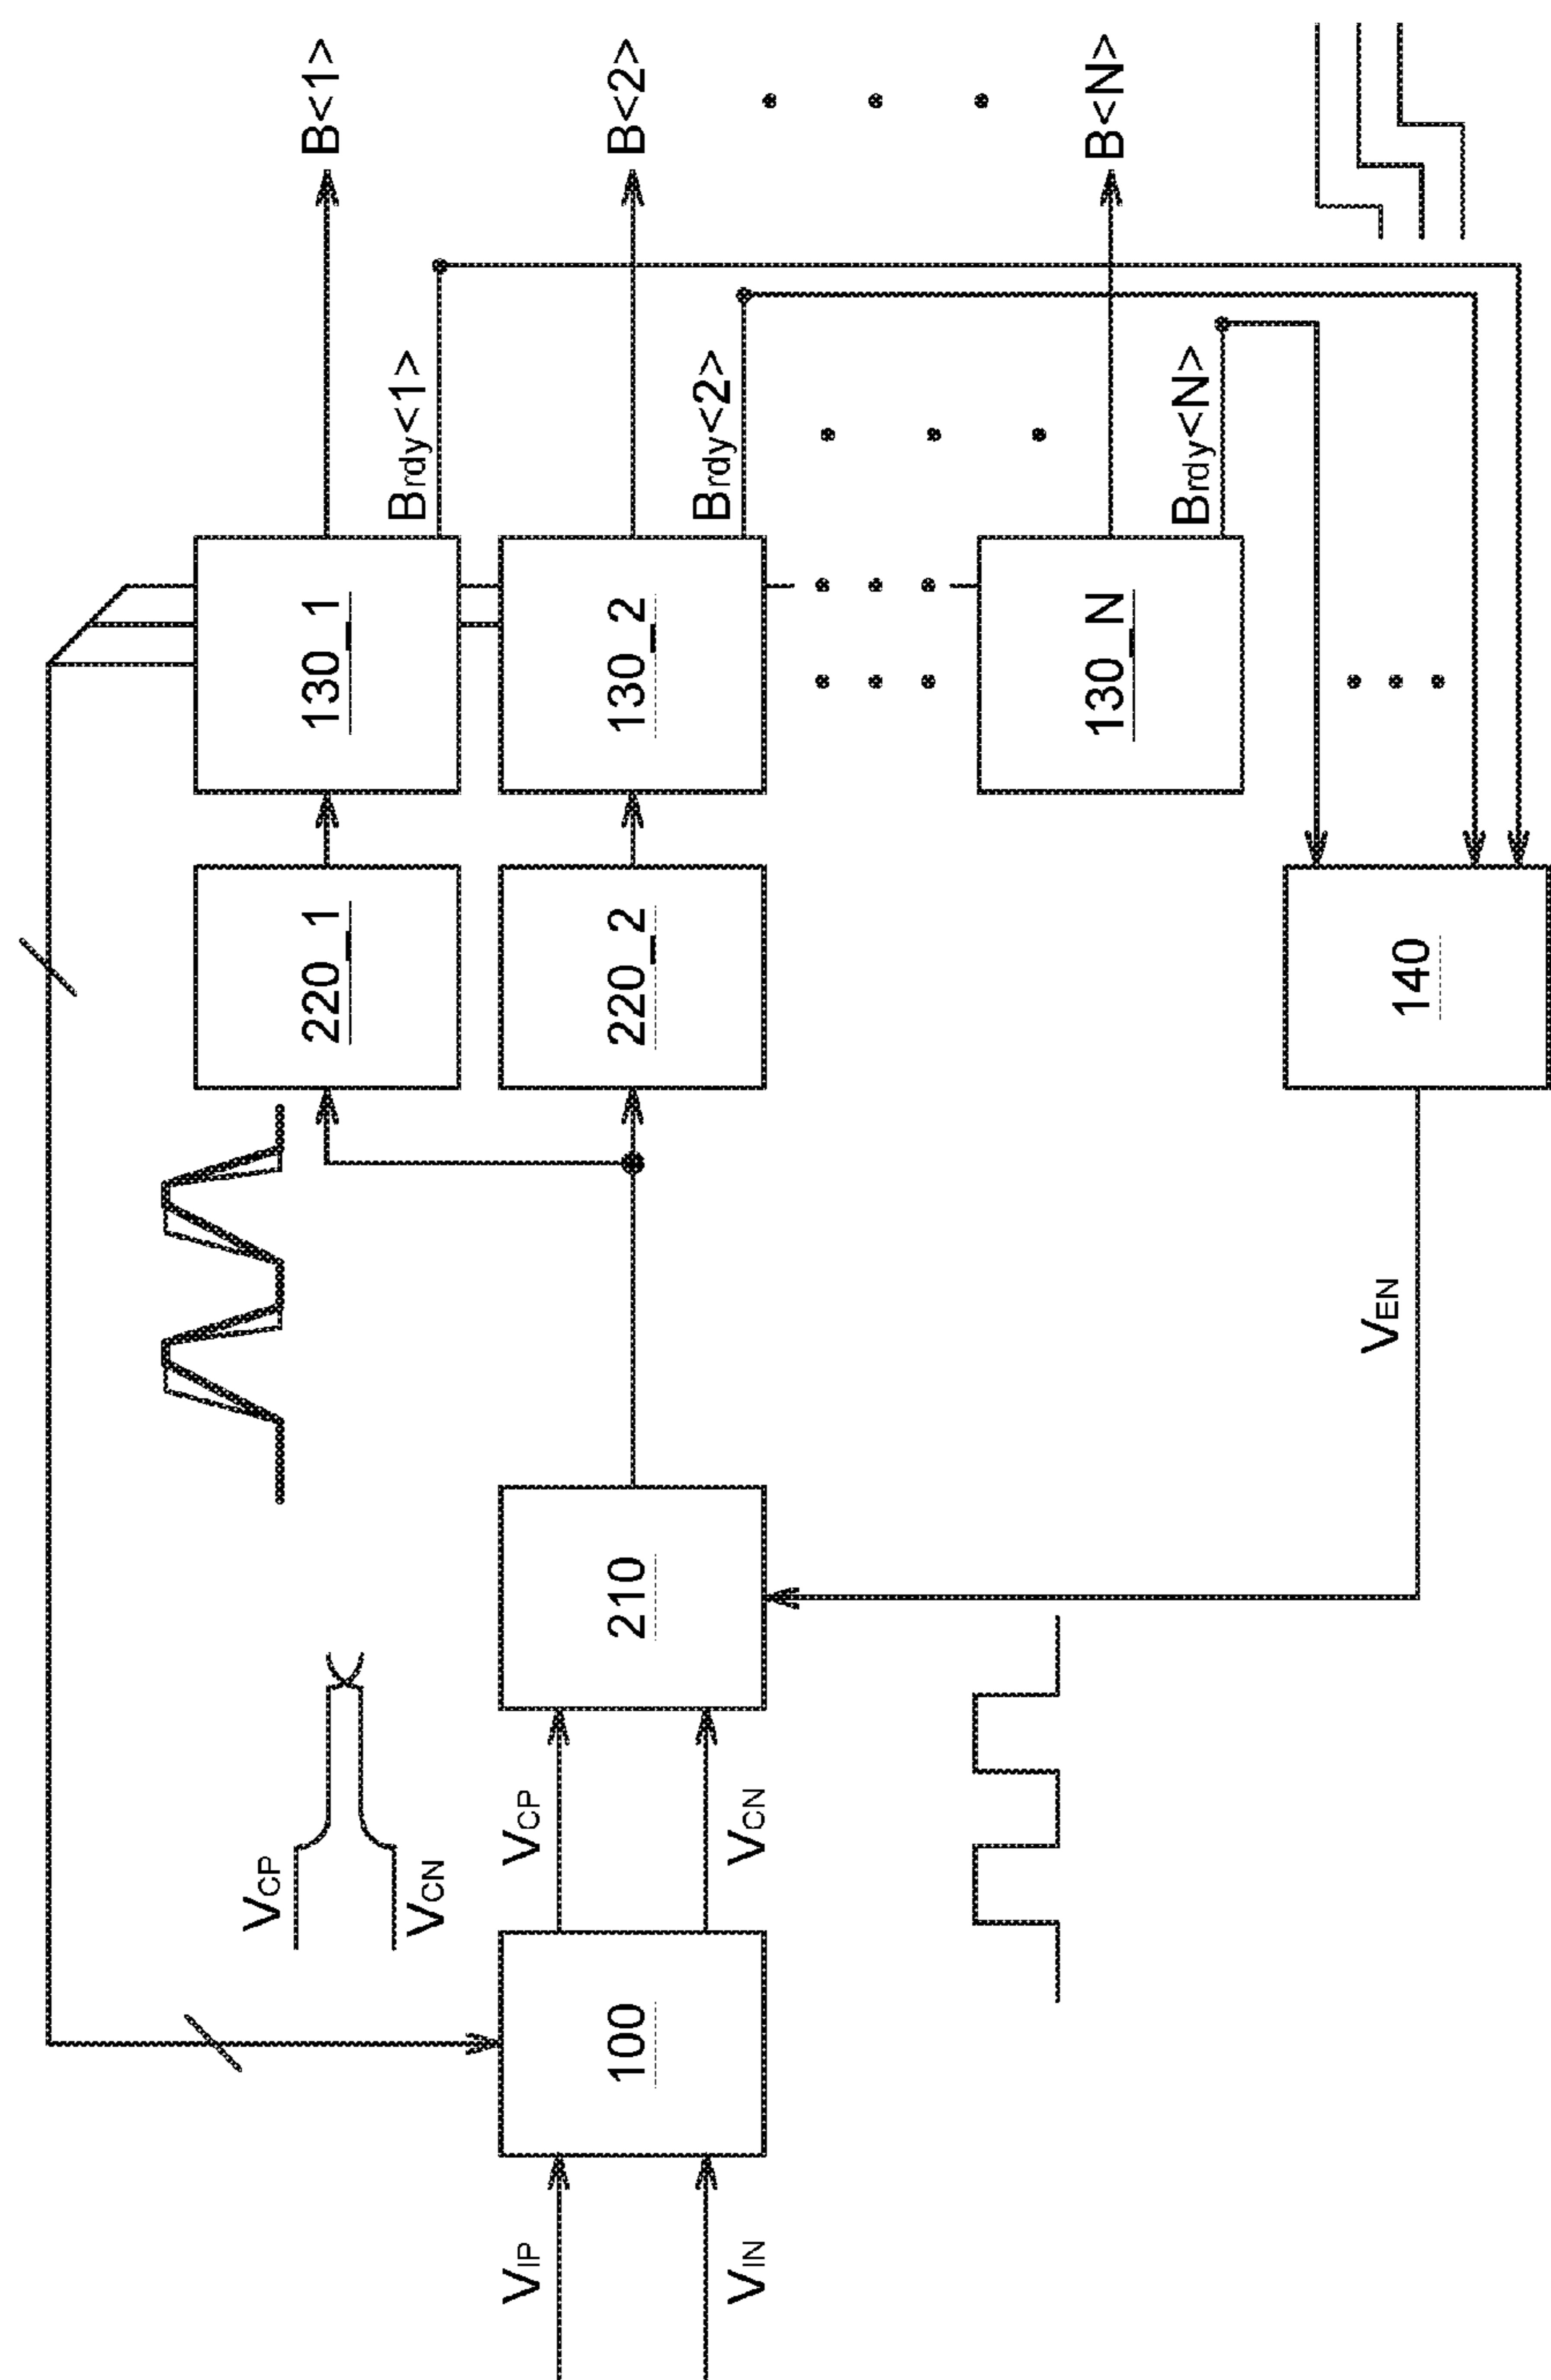 B<1>
B<2>
B<N>
Brdy<1>
Brdy<2>
Brdy<N>
130_1
130_2
130_N
220_1
220_2
140
VEN
210
VCP
VCN
VCP
VCN
100
VIP
VIN